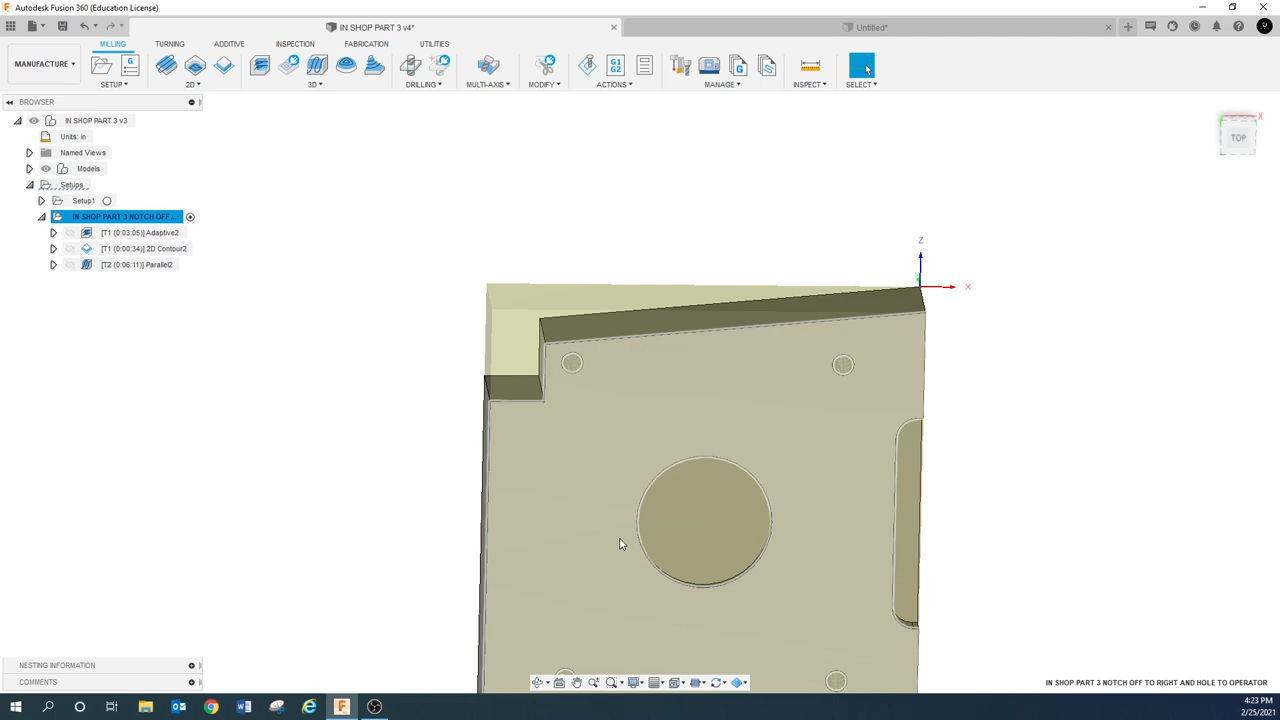 Autodesk Fusion 360 (Education License)
IN SHOP PART 3 v4*
Untitled*
MILLING TURNING ADDITIVE INSPECTION FABRICATION UTILITIES
MANUFACTURE
G
G1
G2
G
SETUP 2D 3D DRILLING MULTI-AXIS MODIFY ACTIONS MANAGE INSPECT SELECT
BROWSER
IN SHOP PART 3 v3
Units: in
Named Views
Models
Setups
Setup1
IN SHOP PART 3 NOTCH OFF ...
[T1 (0:03:05)] Adaptive2
[T1 (0:00:34)] 2D Contour2
[T2 (0:06:11)] Parallel2
X
TOP
Z
X
NESTING INFORMATION
COMMENTS
IN SHOP PART 3 NOTCH OFF TO RIGHT AND HOLE TO OPERATOR
4:23 PM
2/25/2021